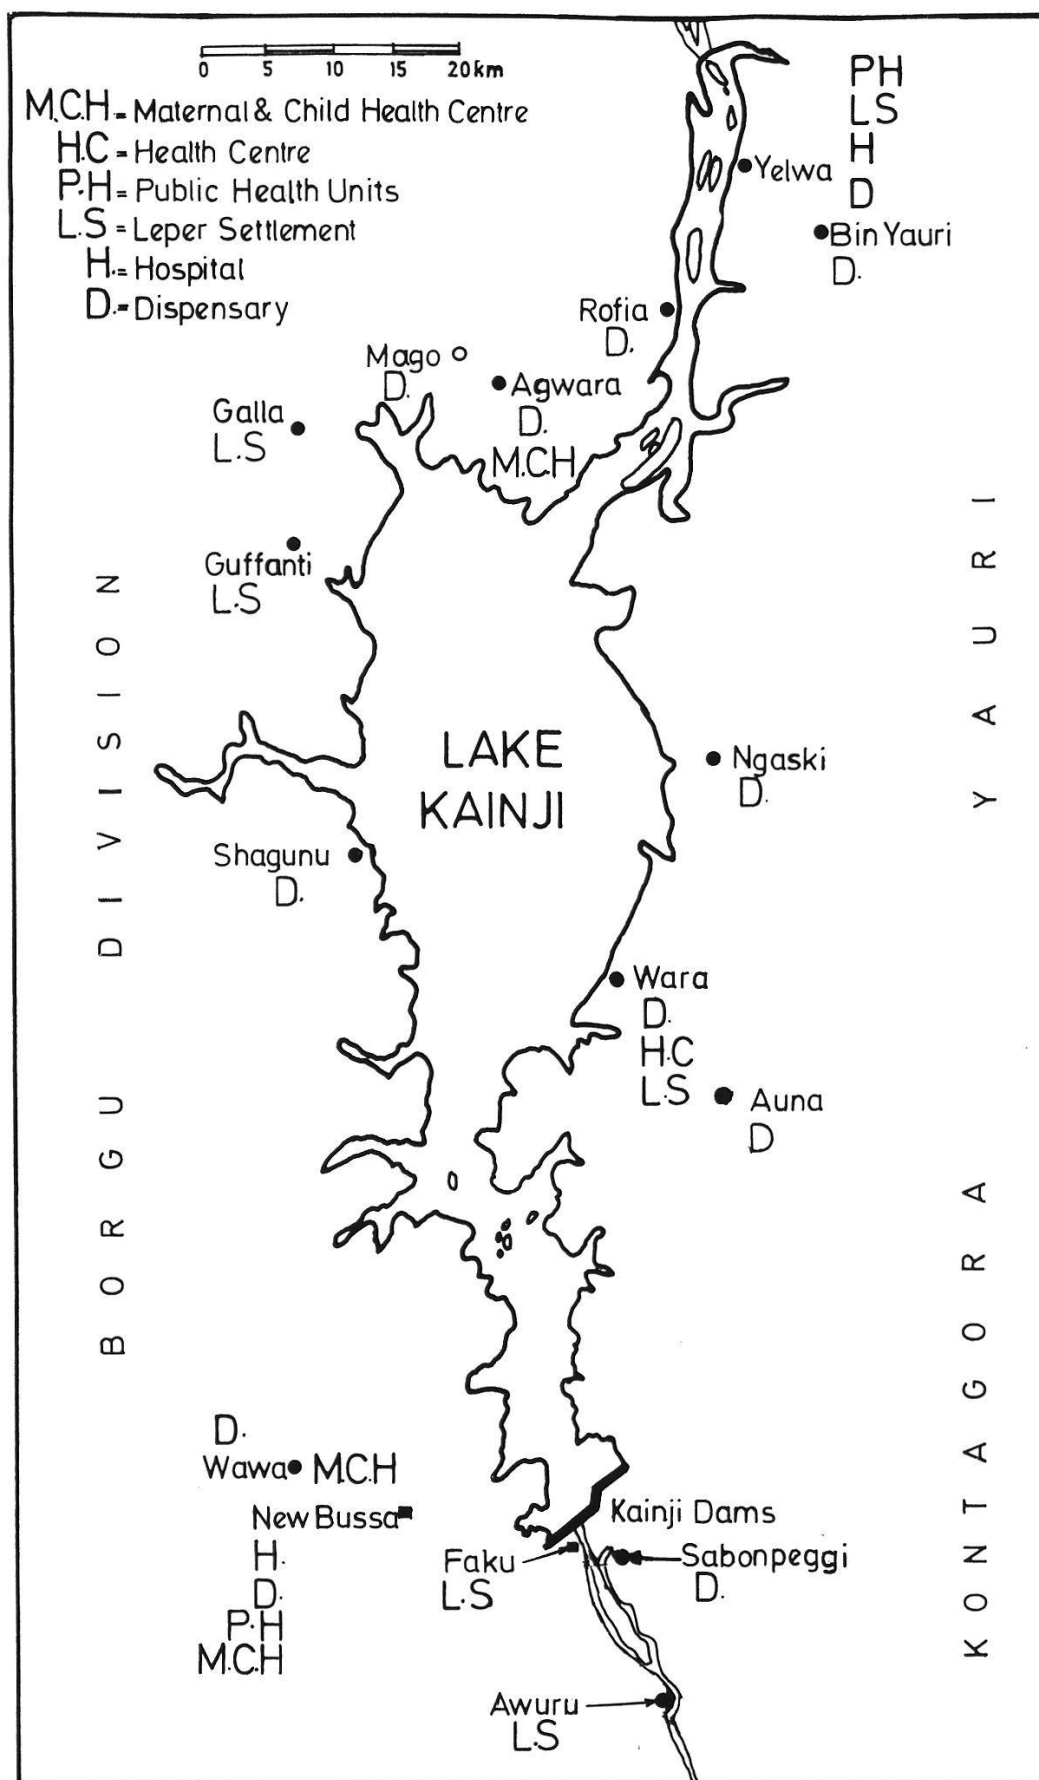 0 5 10 15 20km
M.C.H = Maternal & Child Health Centre
H.C = Health Centre
P.H = Public Health Units
L.S = Leper Settlement
H. = Hospital
D. = Dispensary
PH
LS
H
D
Yelwa
Bin Yauri
D.
Rofia
D.
Mago
D.
Agwara
D.
M.C.H
Galla
L.S
Guffanti
L.S
LAKE
KAINJI
Ngaski
D.
Shagunu
D.
Wara
D.
H.C
L.S
Auna
D
BORGU DIVISION
YAURI
KONTAGORA
D.
Wawa M.C.H
New Bussa
H.
D.
P.H
M.C.H
Kainji Dams
Faku
L.S
Sabonpeggi
D.
Awuru
L.S